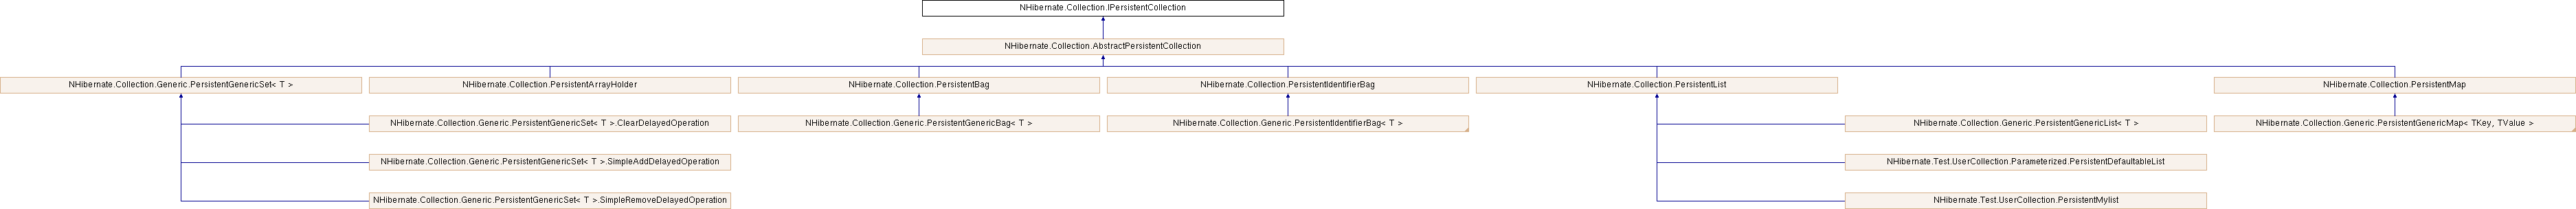 NHibernate.Collection.IPersistentCollection
NHibernate.Collection.AbstractPersistentCollection
NHibernate.Collection.Generic.PersistentGenericSet< T >
NHibernate.Collection.PersistentArrayHolder
NHibernate.Collection.PersistentBag
NHibernate.Collection.PersistentIdentifierBag
NHibernate.Collection.PersistentList
NHibernate.Collection.PersistentMap
NHibernate.Collection.Generic.PersistentGenericSet< T >.ClearDelayedOperation
NHibernate.Collection.Generic.PersistentGenericBag< T >
NHibernate.Collection.Generic.PersistentIdentifierBag< T >
NHibernate.Collection.Generic.PersistentGenericList< T >
NHibernate.Collection.Generic.PersistentGenericMap< TKey, TValue >
NHibernate.Collection.Generic.PersistentGenericSet< T >.SimpleAddDelayedOperation
NHibernate.Test.UserCollection.Parameterized.PersistentDefaultableList
NHibernate.Collection.Generic.PersistentGenericSet< T >.SimpleRemoveDelayedOperation
NHibernate.Test.UserCollection.PersistentMylist